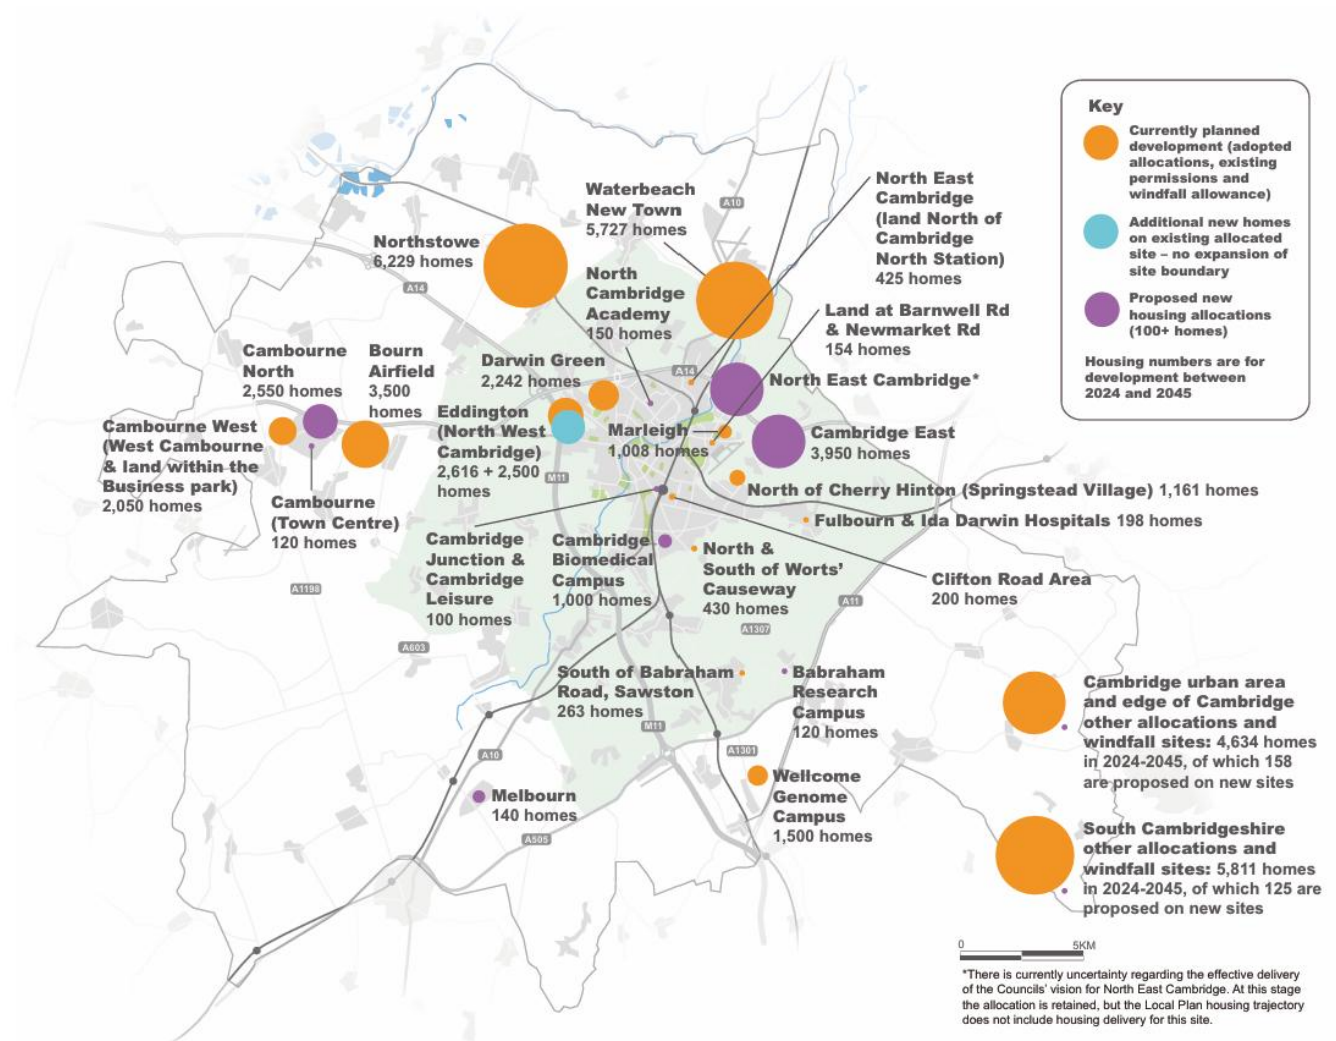 Key
Currently planned
development (adopted
allocations, existing
permissions and
windfall allowance)
Additional new homes
on existing allocated
site – no expansion of
site boundary
Proposed new
housing allocations
(100+ homes)
Housing numbers are for
development between
2024 and 2045
North East
Cambridge
(land North of
Cambridge
North Station)
425 homes
Waterbeach
New Town
5,727 homes
A10
Northstowe
6,229 homes
A14
North
Cambridge
Academy
150 homes
Land at Barnwell Rd
& Newmarket Rd
154 homes
Cambourne
North
2,550 homes
Bourn
Airfield
3,500
homes
Darwin Green
2,242 homes
A14
North East Cambridge*
Eddington
(North West
Cambridge)
2,616 + 2,500
homes
Marleigh
1,008 homes
Cambridge East
3,950 homes
Cambourne West
(West Cambourne
& land within the
Business park)
2,050 homes
M11
Cambourne
(Town Centre)
120 homes
North of Cherry Hinton (Springstead Village) 1,161 homes
Fulbourn & Ida Darwin Hospitals 198 homes
Cambridge
Junction &
Cambridge
Leisure
100 homes
Cambridge
Biomedical
Campus
1,000 homes
North &
South of Worts’
Causeway
430 homes
Clifton Road Area
200 homes
A1198
A11
A1307
A603
South of Babraham
Road, Sawston
263 homes
Babraham
Research
Campus
120 homes
M11
A10
A1301
Wellcome
Genome
Campus
1,500 homes
Melbourn
140 homes
A505
Cambridge urban area
and edge of Cambridge
other allocations and
windfall sites: 4,634 homes
in 2024-2045, of which 158
are proposed on new sites
South Cambridgeshire
other allocations and
windfall sites: 5,811 homes
in 2024-2045, of which 125 are
proposed on new sites
0 5KM
*There is currently uncertainty regarding the effective delivery
of the Councils’ vision for North East Cambridge. At this stage
the allocation is retained, but the Local Plan housing trajectory
does not include housing delivery for this site.